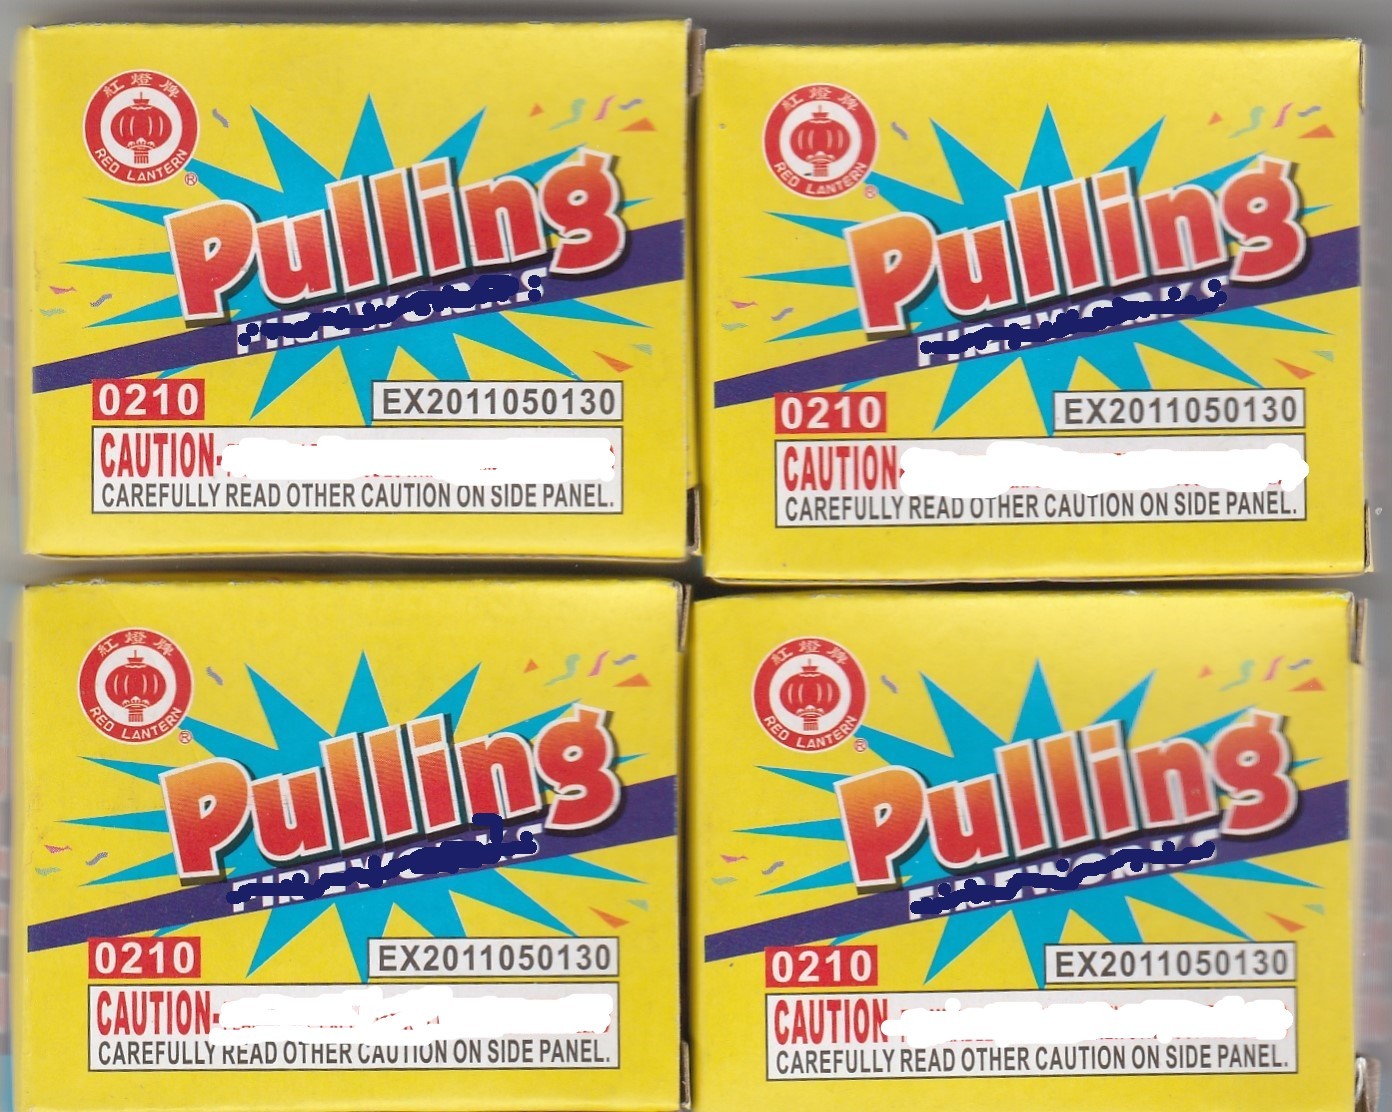 紅燈牌
RED LANTERN
®
Pulling
0210
EX2011050130
CAUTION-
CAREFULLY READ OTHER CAUTION ON SIDE PANEL.
紅燈牌
RED LANTERN
®
Pulling
0210
EX2011050130
CAUTION-
CAREFULLY READ OTHER CAUTION ON SIDE PANEL.
紅燈牌
RED LANTERN
®
Pulling
0210
EX2011050130
CAUTION-
CAREFULLY READ OTHER CAUTION ON SIDE PANEL.
紅燈牌
RED LANTERN
®
Pulling
0210
EX2011050130
CAUTION-
CAREFULLY READ OTHER CAUTION ON SIDE PANEL.